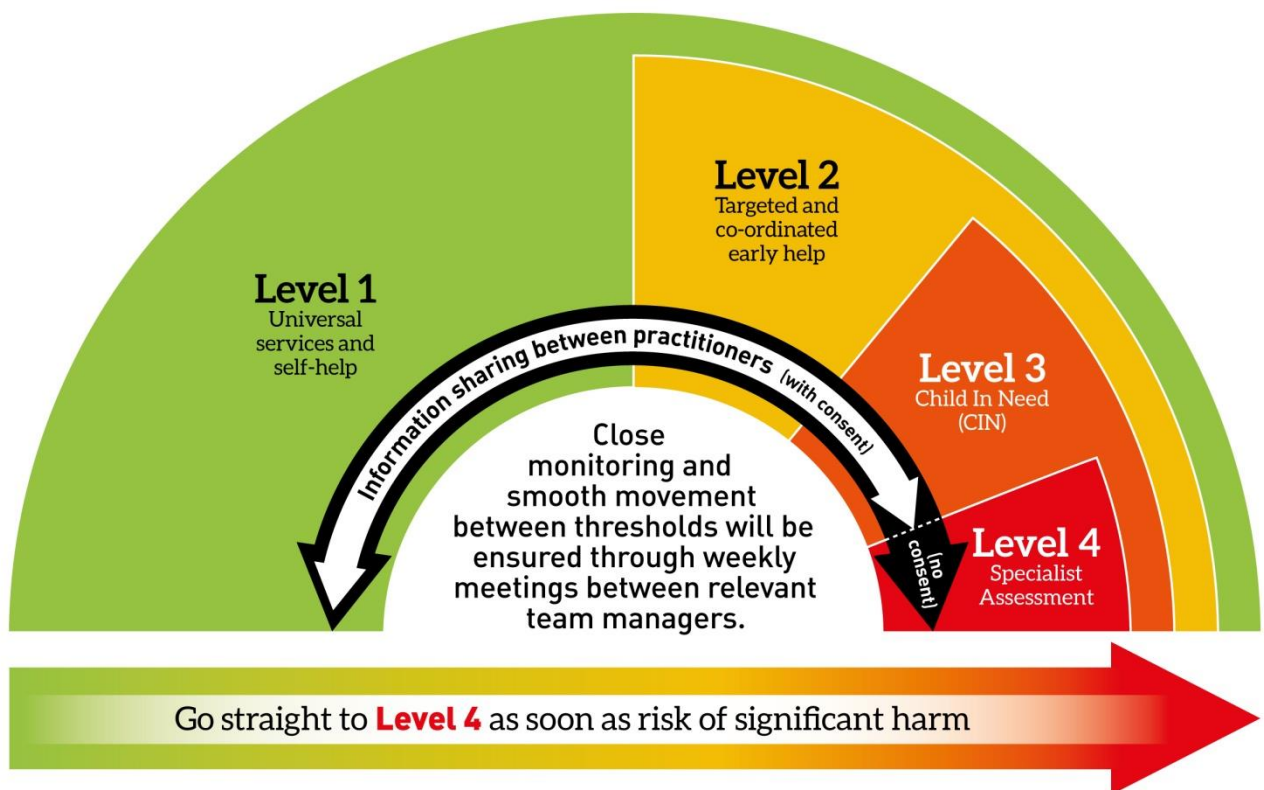 Level 1
Universal
services and
self-help
Level 2
Targeted and
co-ordinated
early help
Level 3
Child In Need
(CIN)
Level 4
Specialist
Assessment
Information sharing between practitioners (with consent)
(no
consent)
Close
monitoring and
smooth movement
between thresholds will be
ensured through weekly
meetings between relevant
team managers.
Go straight to Level 4 as soon as risk of significant harm